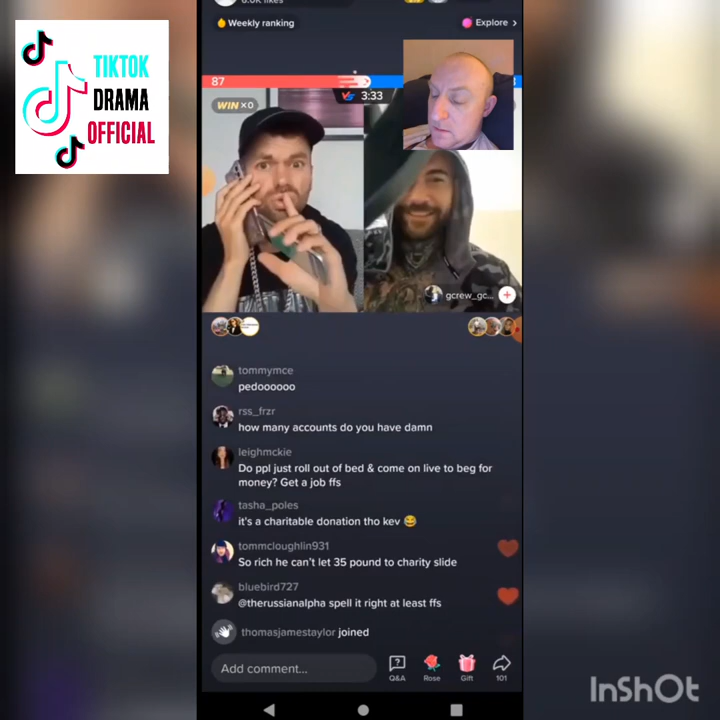 6.0K likes
Weekly ranking
Explore >
TIKTOK
DRAMA
OFFICIAL
87
3:33
WIN ×0
gcrew_gc...
tommymce
pedoooooo
rss_frzr
how many accounts do you have damn
leighmckie
Do ppl just roll out of bed & come on live to beg for
money? Get a job ffs
tasha_poles
it's a charitable donation tho kev 😂
tommcloughlin931
So rich he can't let 35 pound to charity slide
bluebird727
@therussianalpha spell it right at least ffs
thomasjamestaylor joined
Add comment...
Q&A
Rose
Gift
101
InShOt